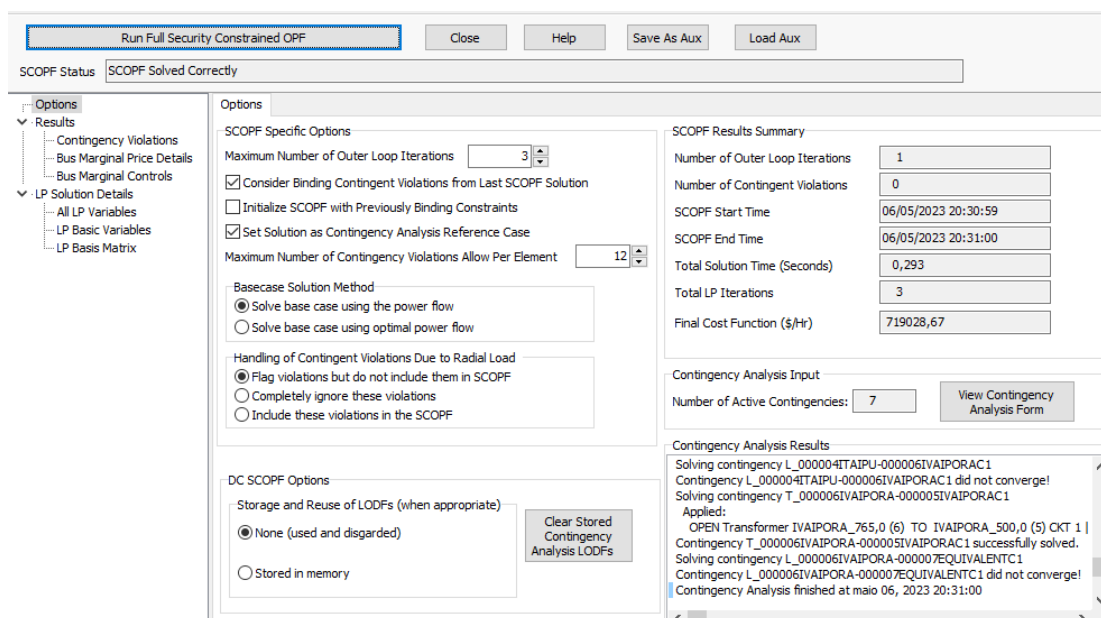 Run Full Security Constrained OPF
Close
Help
Save As Aux
Load Aux
SCOPF Status
SCOPF Solved Correctly
Options
Results
Contingency Violations
Bus Marginal Price Details
Bus Marginal Controls
LP Solution Details
All LP Variables
LP Basic Variables
LP Basis Matrix
Options
SCOPF Specific Options
Maximum Number of Outer Loop Iterations 3
Consider Binding Contingent Violations from Last SCOPF Solution
Initialize SCOPF with Previously Binding Constraints
Set Solution as Contingency Analysis Reference Case
Maximum Number of Contingency Violations Allow Per Element 12
Basecase Solution Method
Solve base case using the power flow
Solve base case using optimal power flow
Handling of Contingent Violations Due to Radial Load
Flag violations but do not include them in SCOPF
Completely ignore these violations
Include these violations in the SCOPF
DC SCOPF Options
Storage and Reuse of LODFs (when appropriate)
None (used and disgarded)
Stored in memory
Clear Stored
Contingency
Analysis LODFs
SCOPF Results Summary
Number of Outer Loop Iterations 1
Number of Contingent Violations 0
SCOPF Start Time 06/05/2023 20:30:59
SCOPF End Time 06/05/2023 20:31:00
Total Solution Time (Seconds) 0,293
Total LP Iterations 3
Final Cost Function ($/Hr) 719028,67
Contingency Analysis Input
Number of Active Contingencies: 7
View Contingency
Analysis Form
Contingency Analysis Results
Solving contingency L_000004ITAIPU-000006IVAIPORAC1
Contingency L_000004ITAIPU-000006IVAIPORAC1 did not converge!
Solving contingency T_000006IVAIPORA-000005IVAIPORAC1
Applied:
OPEN Transformer IVAIPORA_765,0 (6) TO IVAIPORA_500,0 (5) CKT 1 |
Contingency T_000006IVAIPORA-000005IVAIPORAC1 successfully solved.
Solving contingency L_000006IVAIPORA-000007EQUIVALENTC1
Contingency L_000006IVAIPORA-000007EQUIVALENTC1 did not converge!
Contingency Analysis finished at maio 06, 2023 20:31:00